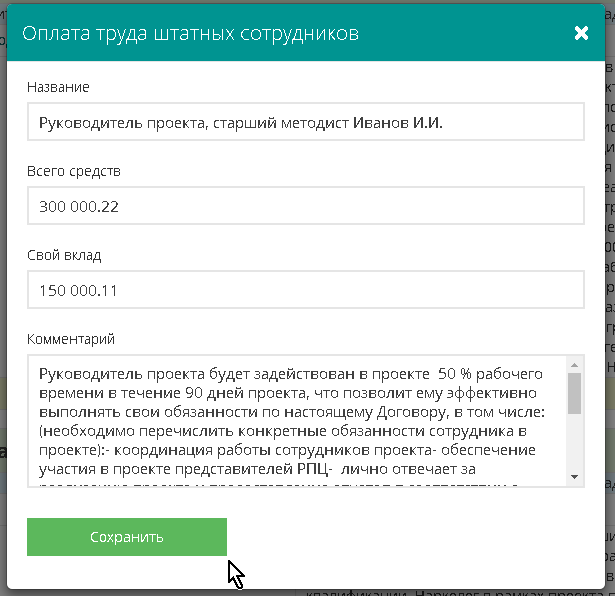 Оплата труда штатных сотрудников
Название
Руководитель проекта, старший методист Иванов И.И.
Всего средств
300 000.22
Свой вклад
150 000.11
Комментарий
Руководитель проекта будет задействован в проекте 50 % рабочего
времени в течение 90 дней проекта, что позволит ему эффективно
выполнять свои обязанности по настоящему Договору, в том числе:
(необходимо перечислить конкретные обязанности сотрудника в
проекте):- координация работы сотрудников проекта- обеспечение
участия в проекте представителей РПЦ- лично отвечает за
Сохранить